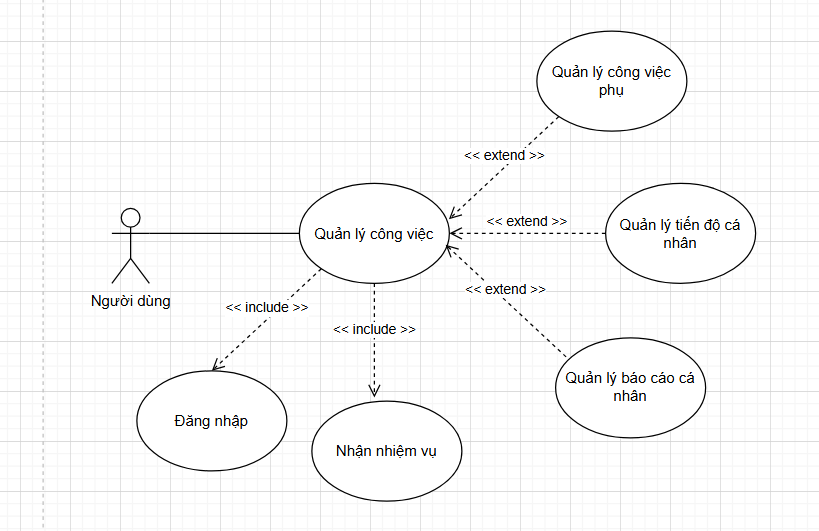 Quản lý công việc
phụ
<< extend >>
Quản lý công việc
<< extend >>
Quản lý tiến độ cá
nhân
Người dùng
<< extend >>
<< include >>
<< include >>
Quản lý báo cáo cá
nhân
Đăng nhập
Nhận nhiệm vụ